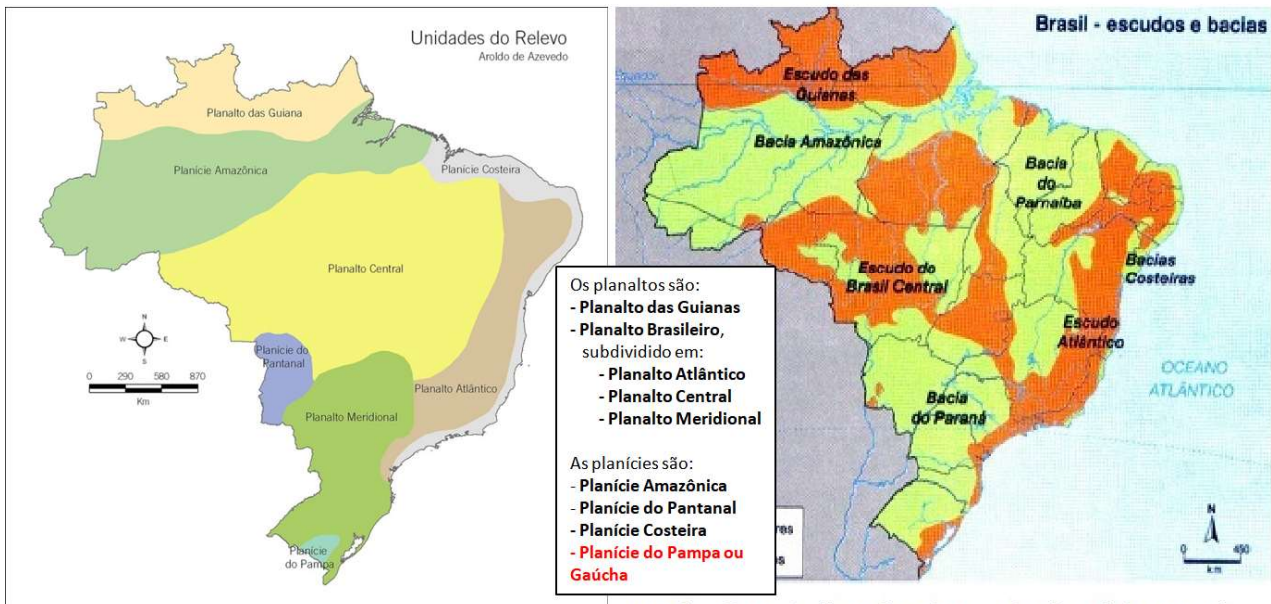 Unidades do Relevo
Aroldo de Azevedo
Planalto das Guiana
Planície Amazônica
Planície Costeira
Planalto Central
Planície do
Pantanal
Planalto Atlântico
Planalto Meridional
Planície
do Pampa
N
W
E
S
0 290 580 870
Km
Os planaltos são:
- Planalto das Guianas
- Planalto Brasileiro,
subdividido em:
- Planalto Atlântico
- Planalto Central
- Planalto Meridional
As planícies são:
- Planície Amazônica
- Planície do Pantanal
- Planície Costeira
- Planície do Pampa ou
Gaúcha
Brasil - escudos e bacias
Equador
Escudo das
Guianas
Bacia Amazônica
Bacia
do
Parnaíba
Bacias
Costeiras
Escudo do
Brasil Central
Escudo
Atlântico
OCEANO
ATLÂNTICO
Bacia
do Paraná
N
0 450
km